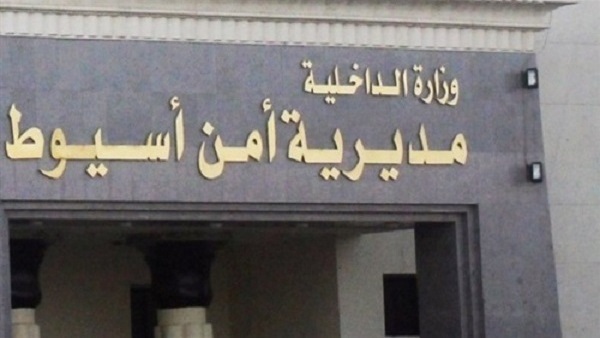 وزارة الداخلية
مديرية أمن أسيوط